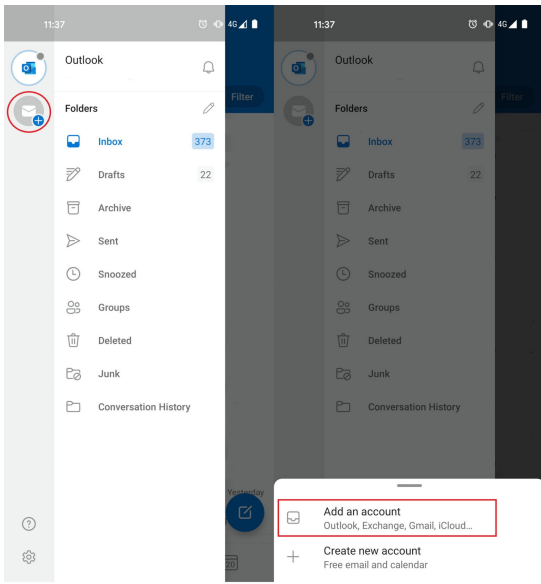 11:37
4G
Outlook
Filter
Folders
Inbox 373
Drafts 22
Archive
Sent
Snoozed
Groups
Deleted
Junk
Conversation History
Yesterday
20
11:37
4G
Outlook
Filter
Folders
Inbox 373
Drafts 22
Archive
Sent
Snoozed
Groups
Deleted
Junk
Conversation History
Add an account
Outlook, Exchange, Gmail, iCloud...
Create new account
Free email and calendar